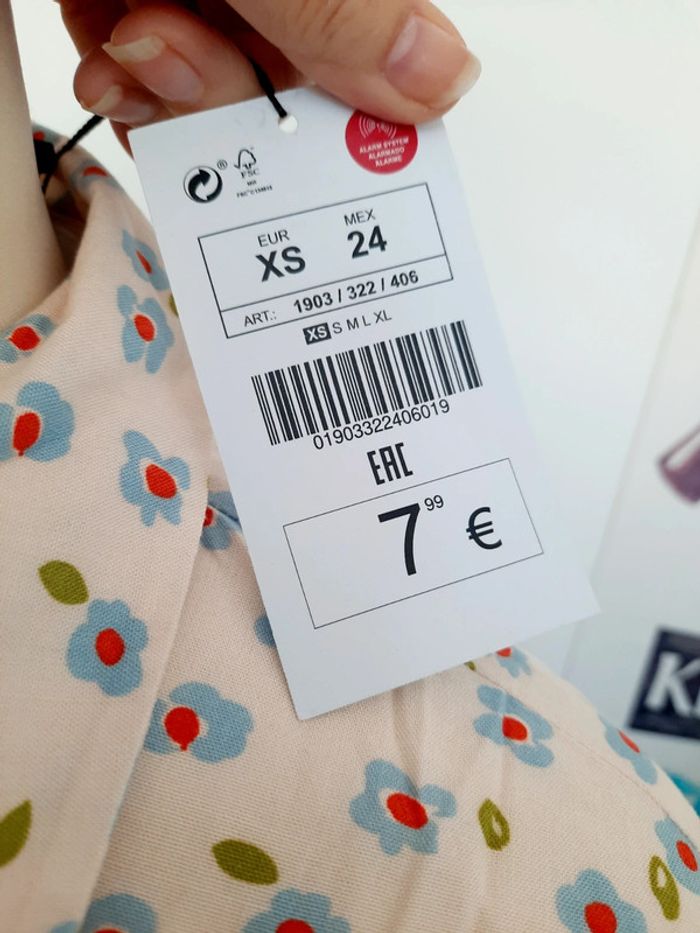 ALARM SYSTEM
ALARMADO
ALARME
®
FSC
MIX
EUR MEX
XS 24
ART.: 1903 / 322 / 406
XS S M L XL
01903322406019
EAC
7 99 €
K